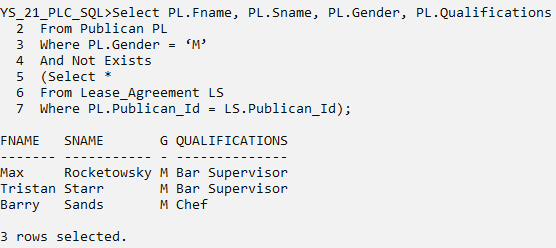 YS_21_PLC_SQL>Select PL.Fname, PL.Sname, PL.Gender, PL.Qualifications
2 From Publican PL
3 Where PL.Gender = ‘M’
4 And Not Exists
5 (Select *
6 From Lease_Agreement LS
7 Where PL.Publican_Id = LS.Publican_Id);
FNAME SNAME G QUALIFICATIONS
------- ----------- - --------------
Max Rocketowsky M Bar Supervisor
Tristan Starr M Bar Supervisor
Barry Sands M Chef
3 rows selected.